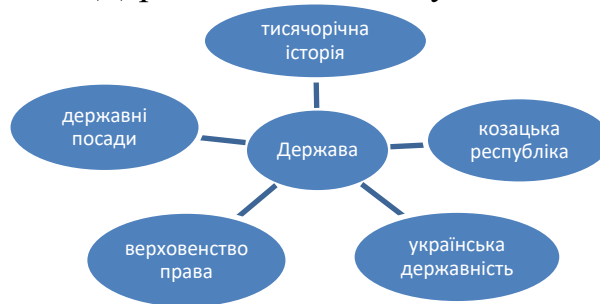 тисячорічна
історія
державні
посади
Держава
козацька
республіка
верховенство
права
українська
державність